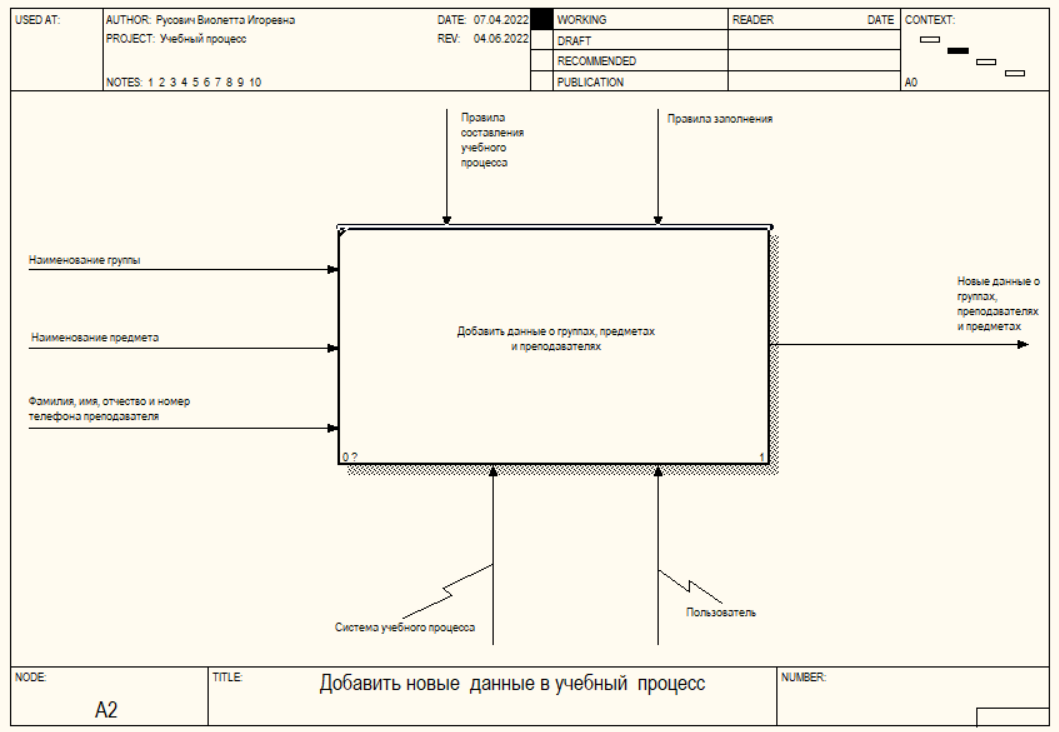 USED AT:
AUTHOR: Русович Виолетта Игоревна
DATE: 07.04.2022
PROJECT: Учебный процесс
REV: 04.06.2022
NOTES: 1 2 3 4 5 6 7 8 9 10
WORKING
DRAFT
RECOMMENDED
PUBLICATION
READER
DATE
CONTEXT:
A0
Правила
составления
учебного
процесса
Правила заполнения
Наименование группы
Наименование предмета
Фамилия, имя, отчество и номер
телефона преподавателя
Добавить данные о группах, предметах
и преподавателях
0 ?
1
Новые данные о
группах,
преподавателях
и предметах
Система учебного процесса
Пользователь
NODE:
A2
TITLE:
Добавить новые данные в учебный процесс
NUMBER: